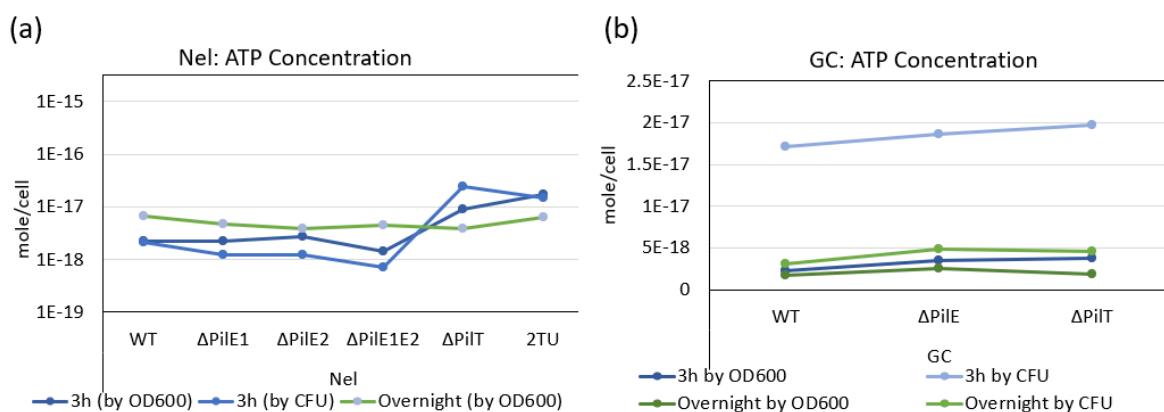 (a)
Nel: ATP Concentration
1E-15
1E-16
1E-17
1E-18
1E-19
mole/cell
WT ΔPilE1 ΔPilE2 ΔPilE1E2 ΔPilT 2TU
Nel
3h (by OD600) 3h (by CFU) Overnight (by OD600)
(b)
GC: ATP Concentration
2.5E-17
2E-17
1.5E-17
1E-17
5E-18
0
mole/cell
WT ΔPilE ΔPilT
GC
3h by OD600 3h by CFU
Overnight by OD600 Overnight by CFU